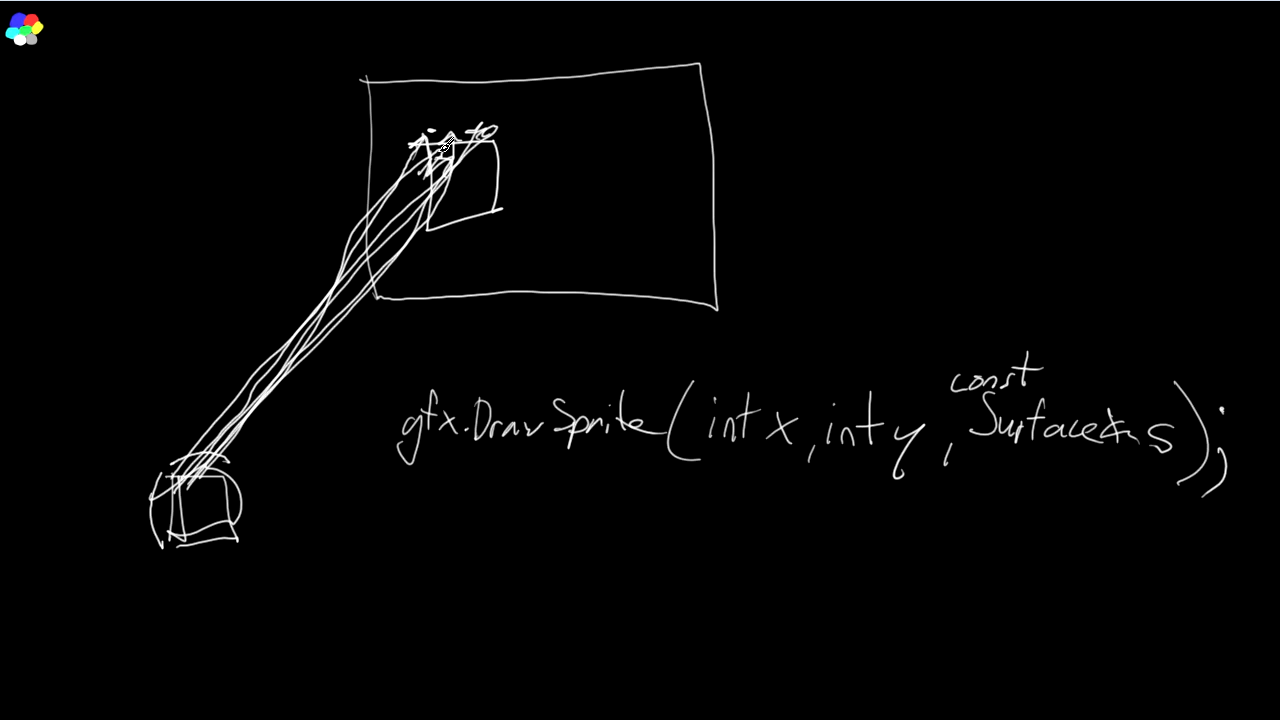 const
gfx.DrawSprite(int x, int y, Surface& s);